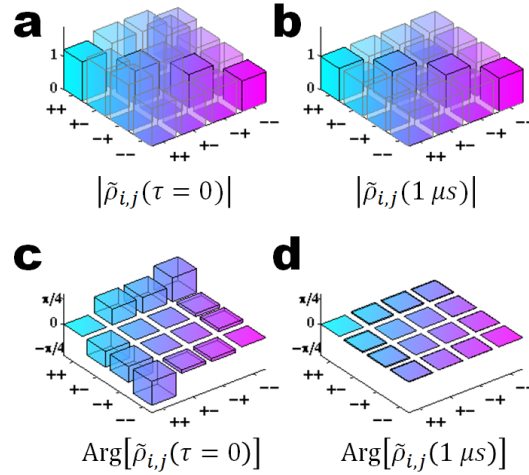 a b
1 1
0 0
++ +− −+ −− ++ +− −+ −−
++ +− −+ −− ++ +− −+ −−
|ρ̃ᵢ,ⱼ(τ = 0)| |ρ̃ᵢ,ⱼ(1 μs)|
c d
π/4 π/4
0 0
−π/4 −π/4
++ +− −+ −− ++ +− −+ −−
++ +− −+ −− ++ +− −+ −−
Arg[ρ̃ᵢ,ⱼ(τ = 0)] Arg[ρ̃ᵢ,ⱼ(1 μs)]